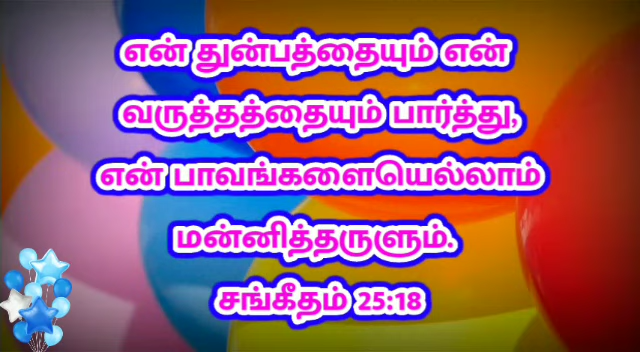 என் துன்பத்தையும் என்
வருத்தத்தையும் பார்த்து,
என் பாவங்களையெல்லாம்
மன்னித்தருளும்.
சங்கீதம் 25:18